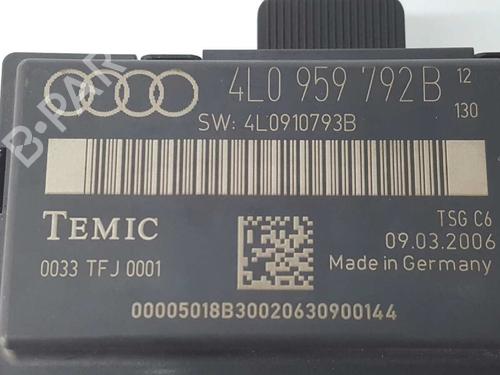 4L0 959 792B 12
130
SW: 4L0910793B
TEMIC
TSG C6
09.03.2006
0033 TFJ 0001
Made in Germany
00005018B30020630900144
B-PAR